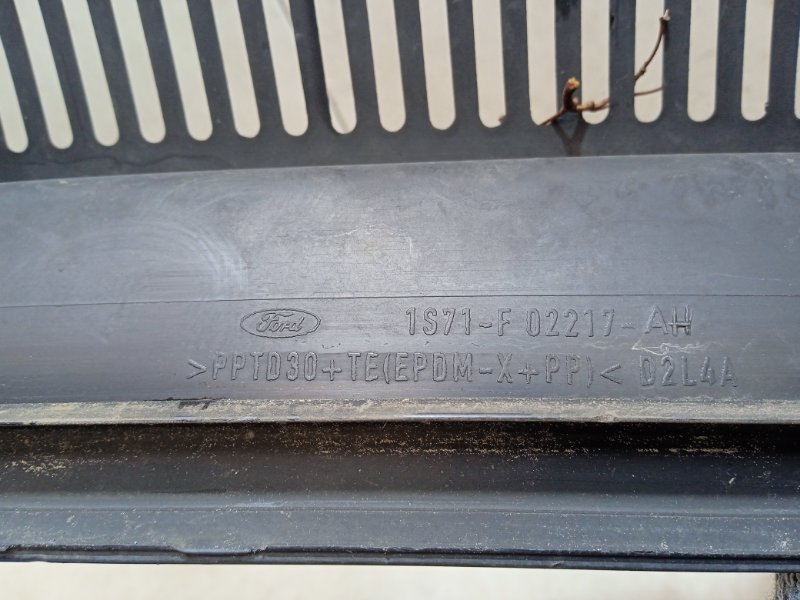 Ford 1S71-F 02217-AH
>PPTD30+TE(EPDM-X+PP)< D2L4A